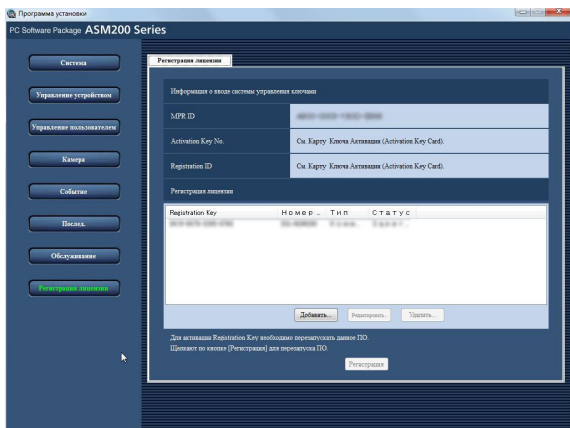 Программа установки
PC Software Package ASM200 Series
Система
Управление устройством
Управление пользователем
Камера
Событие
Послед.
Обслуживание
Регистрация лицензии
Регистрация лицензии
Информация о вводе системы управления ключами
MPR ID
Activation Key No.
См. Карту Ключа Активации (Activation Key Card).
Registration ID
См. Карту Ключа Активации (Activation Key Card).
Регистрация лицензии
Registration Key Номер... Тип Статус
Добавить... Редактировать... Удалить...
Для активации Registration Key необходимо перезапускать данное ПО.
Щелкают по кнопке [Регистрация] для перезапуска ПО.
Регистрация